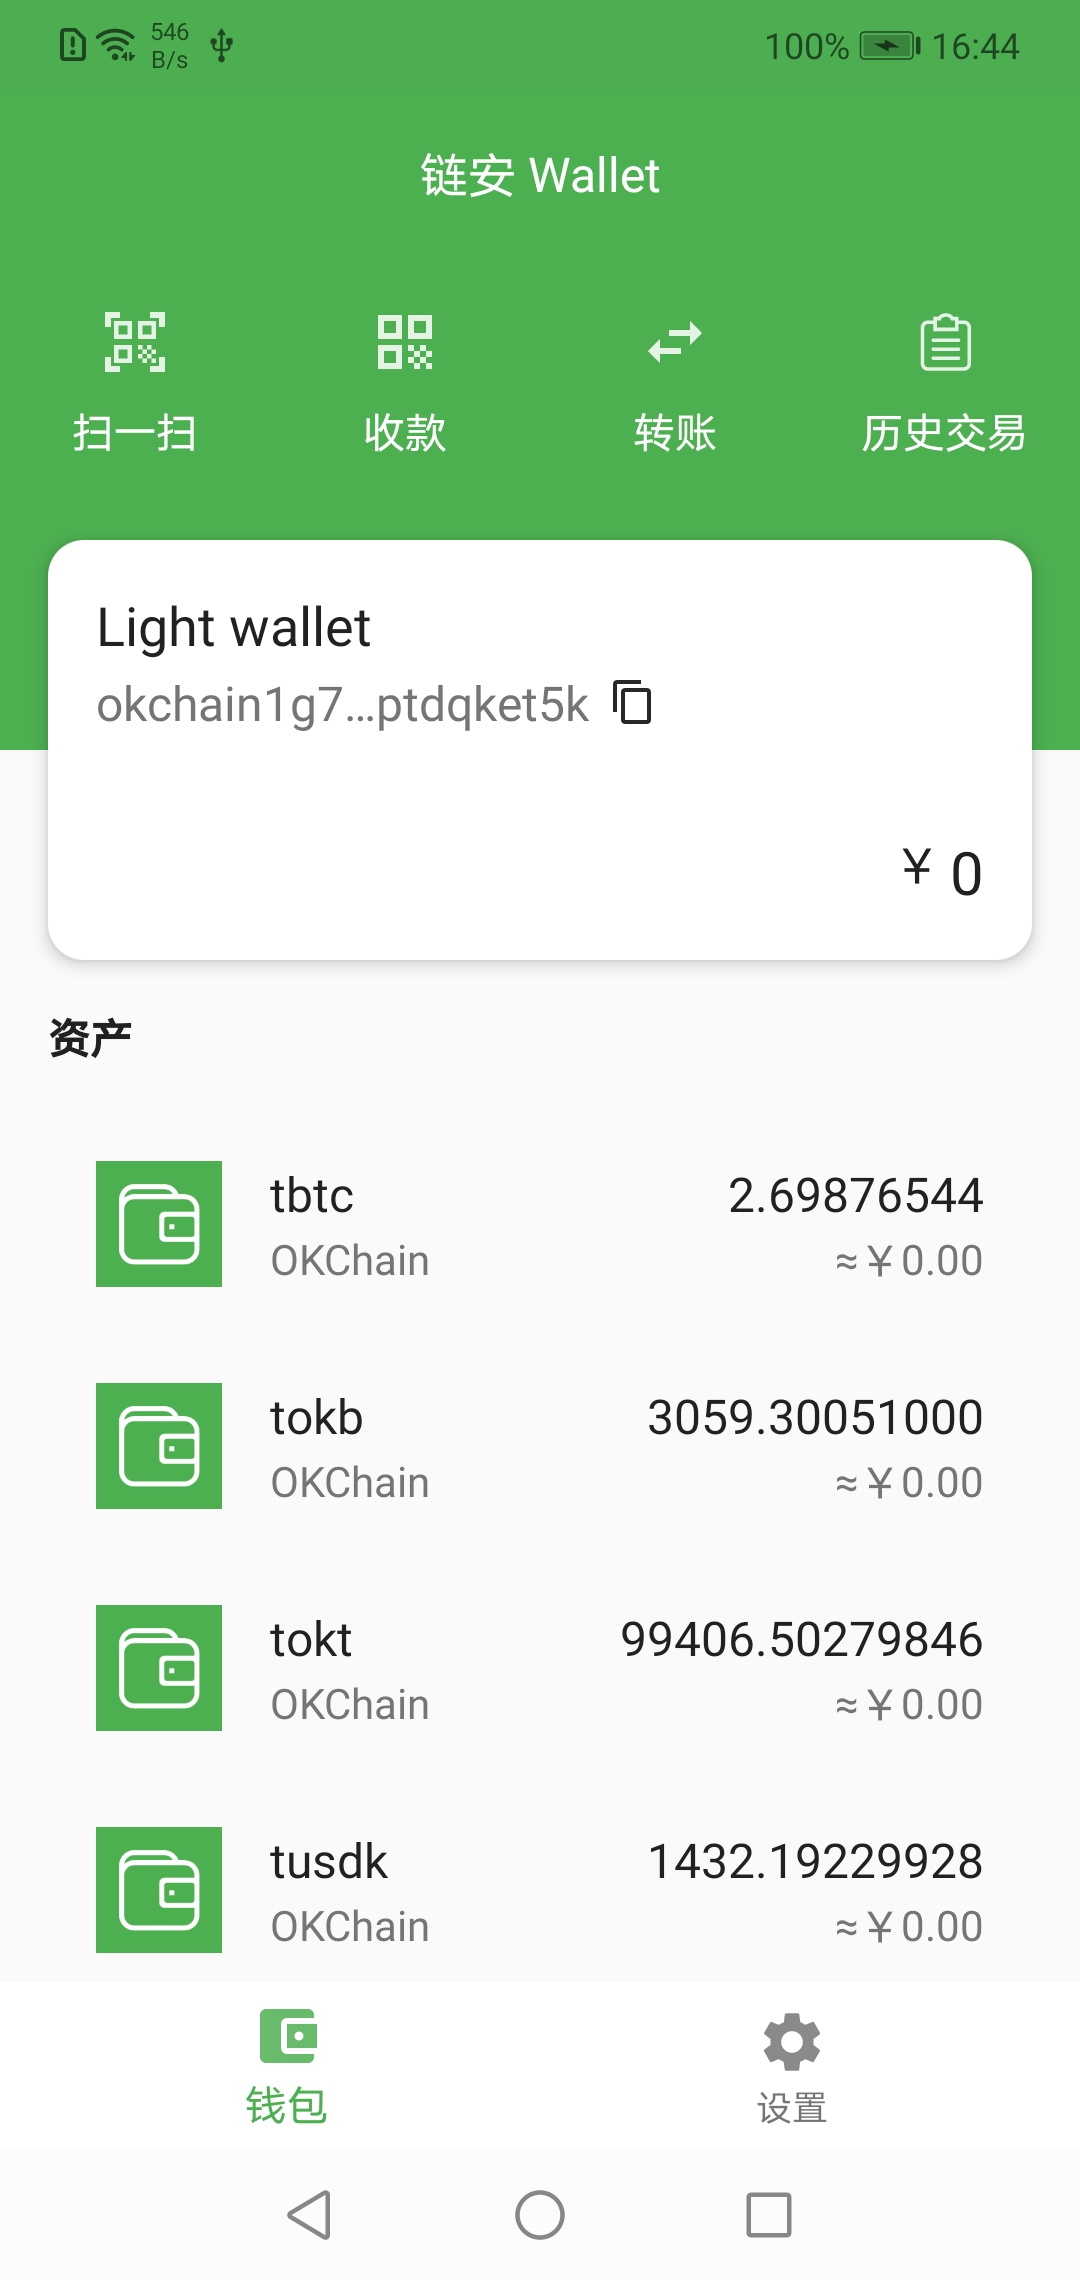 546
B/s
100%
16:44
链安 Wallet
扫一扫
收款
转账
历史交易
Light wallet
okchain1g7...ptdqket5k
￥ 0
资产
tbtc
2.69876544
OKChain
≈￥0.00
tokb
3059.30051000
OKChain
≈￥0.00
tokt
99406.50279846
OKChain
≈￥0.00
tusdk
1432.19229928
OKChain
≈￥0.00
钱包
设置